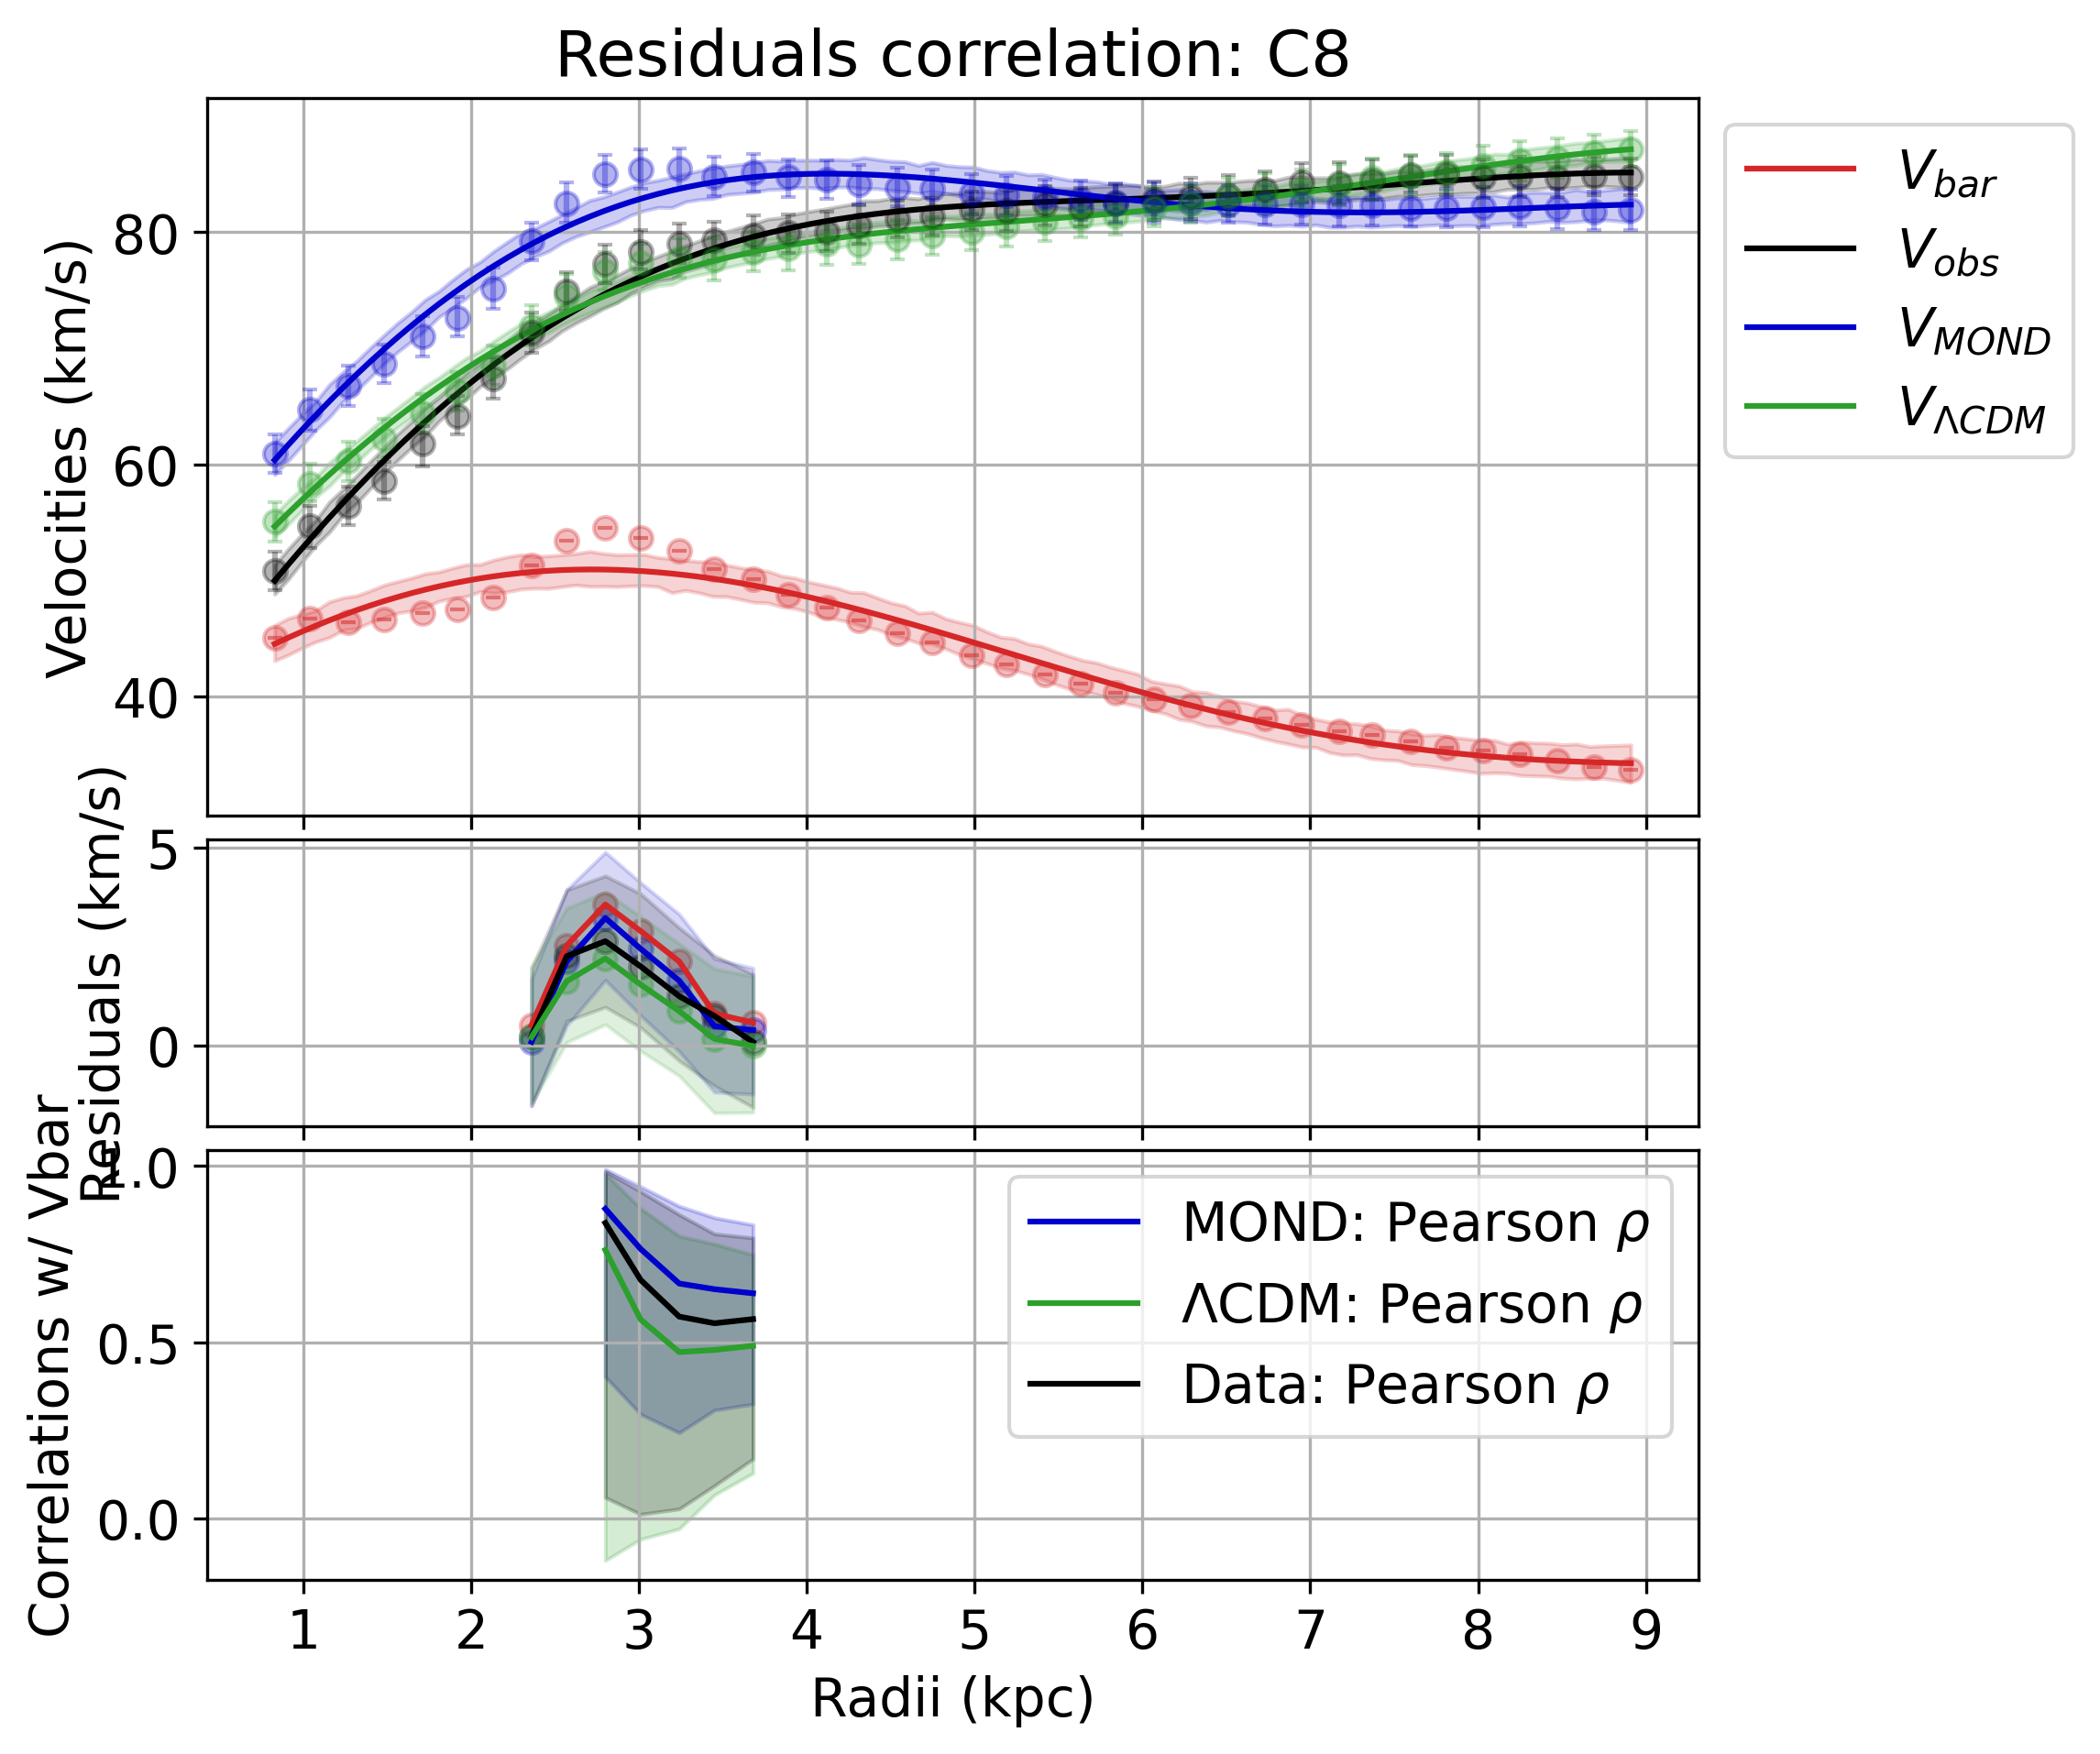 Residuals correlation: C8
Velocities (km/s)
80
60
40
V_bar
V_obs
V_MOND
V_ΛCDM
Residuals (km/s)
5
0
Correlations w/ Vbar
1.0
0.5
0.0
MOND: Pearson ρ
ΛCDM: Pearson ρ
Data: Pearson ρ
1 2 3 4 5 6 7 8 9
Radii (kpc)